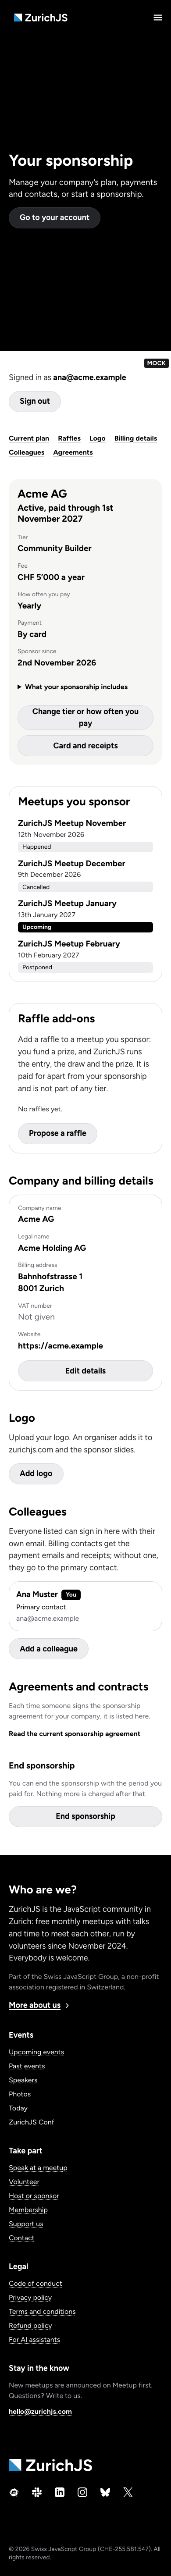 ZurichJS
Your sponsorship
Manage your company's plan, payments
and contacts, or start a sponsorship.
Go to your account
MOCK
Signed in as ana@acme.example
Sign out
Current plan Raffles Logo Billing details
Colleagues Agreements
Acme AG
Active, paid through 1st
November 2027
Tier
Community Builder
Fee
CHF 5'000 a year
How often you pay
Yearly
Payment
By card
Sponsor since
2nd November 2026
What your sponsorship includes
Change tier or how often you
pay
Card and receipts
Meetups you sponsor
ZurichJS Meetup November
12th November 2026
Happened
ZurichJS Meetup December
9th December 2026
Cancelled
ZurichJS Meetup January
13th January 2027
Upcoming
ZurichJS Meetup February
10th February 2027
Postponed
Raffle add-ons
Add a raffle to a meetup you sponsor:
you fund a prize, and ZurichJS runs
the entry, draw and the prize. It is
paid for apart from your sponsorship
and is not part of any tier.
No raffles yet.
Propose a raffle
Company and billing details
Company name
Acme AG
Legal name
Acme Holding AG
Billing address
Bahnhofstrasse 1
8001 Zurich
VAT number
Not given
Website
https://acme.example
Edit details
Logo
Upload your logo. An organiser adds it to
zurichjs.com and the sponsor slides.
Add logo
Colleagues
Everyone listed can sign in here with their
own email. Billing contacts get the
payment emails and receipts; without one,
they go to the primary contact.
Ana Muster You
Primary contact
ana@acme.example
Add a colleague
Agreements and contracts
Each time someone signs the sponsorship
agreement for your company, it is listed here.
Read the current sponsorship agreement
End sponsorship
You can end the sponsorship with the period you
paid for. Nothing more is charged after that.
End sponsorship
Who are we?
ZurichJS is the JavaScript community in
Zurich: free monthly meetups with talks
and time to meet each other, run by
volunteers since November 2024.
Everybody is welcome.
Part of the Swiss JavaScript Group, a non-profit
association registered in Switzerland.
More about us
Events
Upcoming events
Past events
Speakers
Photos
Today
ZurichJS Conf
Take part
Speak at a meetup
Volunteer
Host or sponsor
Membership
Support us
Contact
Legal
Code of conduct
Privacy policy
Terms and conditions
Refund policy
For AI assistants
Stay in the know
New meetups are announced on Meetup first.
Questions? Write to us.
hello@zurichjs.com
ZurichJS
© 2026 Swiss JavaScript Group (CHE-255.581.547). All
rights reserved.